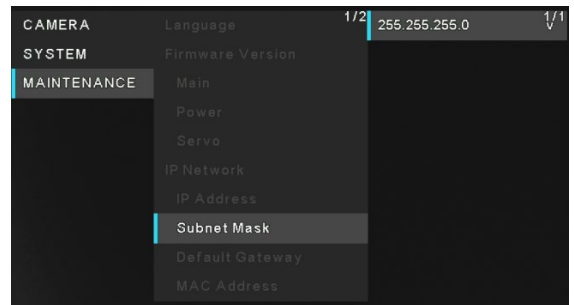 CAMERA
SYSTEM
MAINTENANCE
Language
1/2
Firmware Version
Main
Power
Servo
IP Network
IP Address
Subnet Mask
Default Gateway
MAC Address
255.255.255.0
1/1